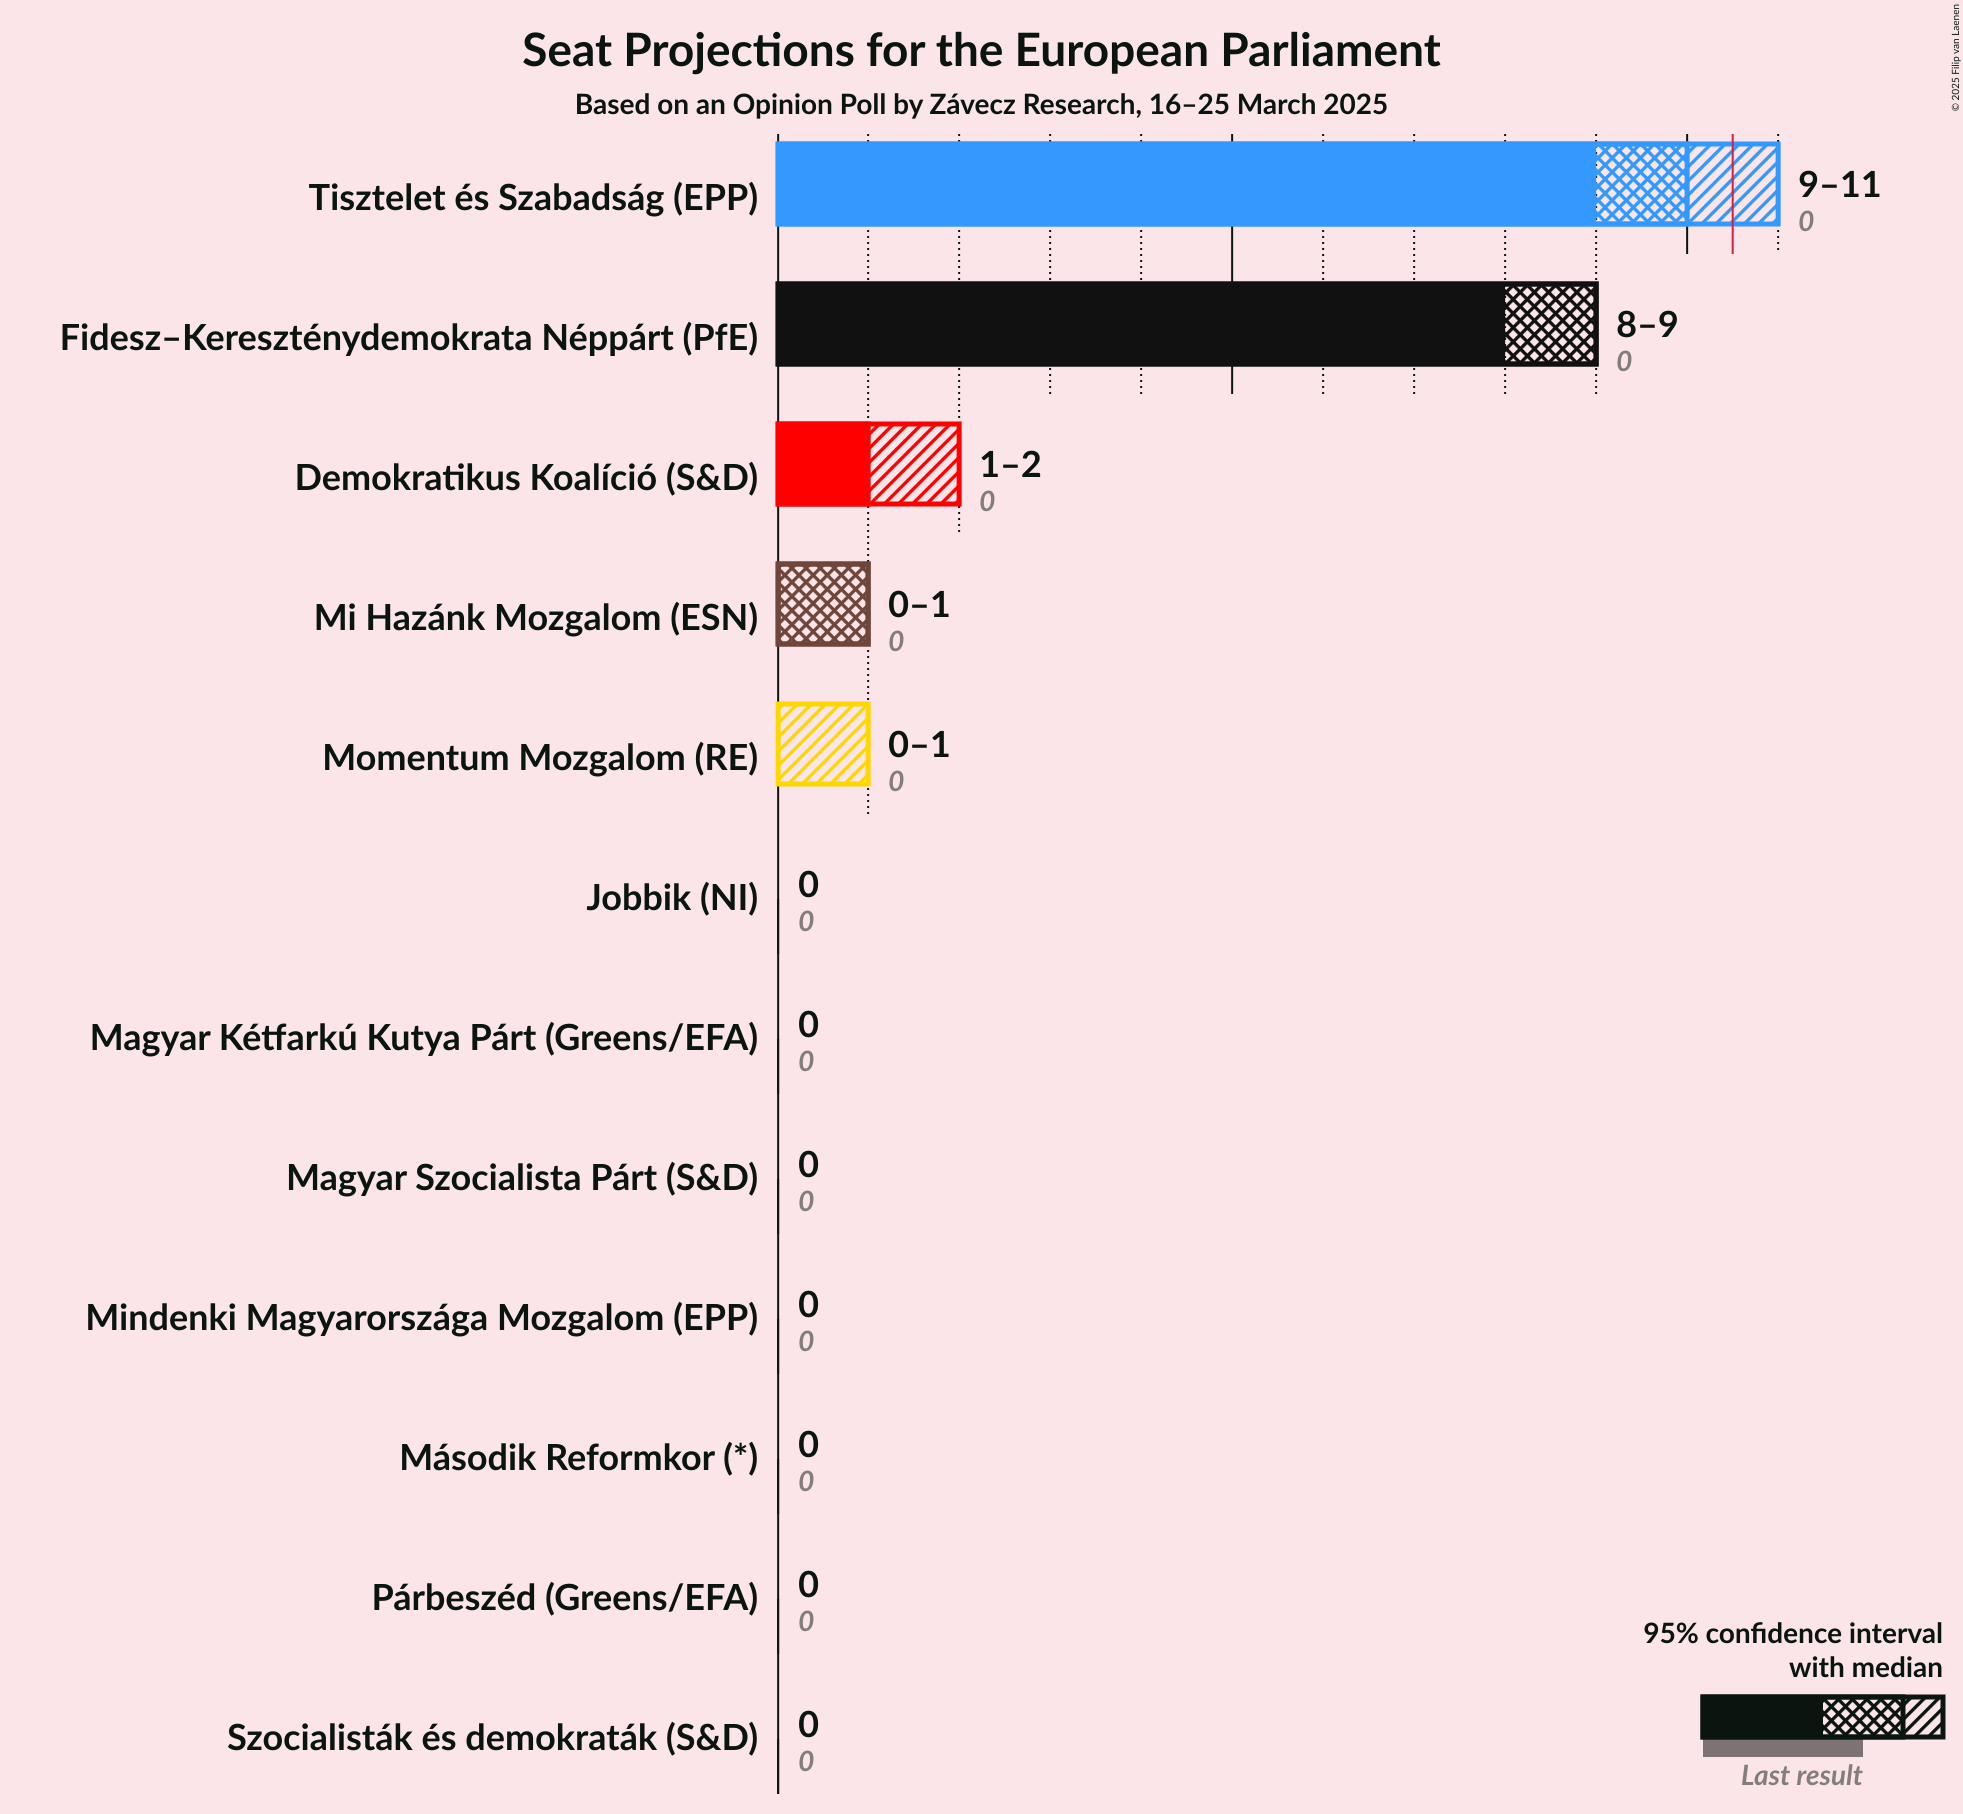 Seat Projections for the European Parliament
Based on an Opinion Poll by Závecz Research, 16–25 March 2025
© 2025 Filip van Laenen
Tisztelet és Szabadság (EPP)
9–11
0
Fidesz–Kereszténydemokrata Néppárt (PfE)
8–9
0
Demokratikus Koalíció (S&D)
1–2
0
Mi Hazánk Mozgalom (ESN)
0–1
0
Momentum Mozgalom (RE)
0–1
0
Jobbik (NI)
0
0
Magyar Kétfarkú Kutya Párt (Greens/EFA)
0
0
Magyar Szocialista Párt (S&D)
0
0
Mindenki Magyarországa Mozgalom (EPP)
0
0
Második Reformkor (*)
0
0
Párbeszéd (Greens/EFA)
0
0
Szocialisták és demokraták (S&D)
0
0
95% confidence interval
with median
Last result